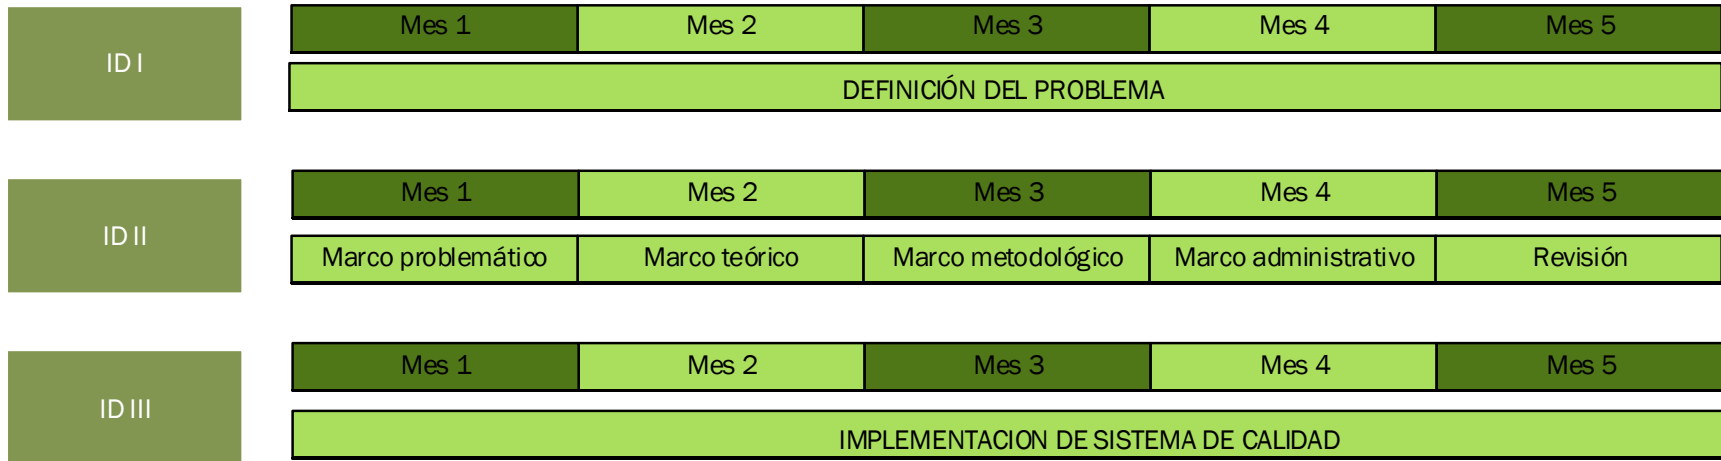 ID I
Mes 1 Mes 2 Mes 3 Mes 4 Mes 5
DEFINICIÓN DEL PROBLEMA
ID II
Mes 1 Mes 2 Mes 3 Mes 4 Mes 5
Marco problemático Marco teórico Marco metodológico Marco administrativo Revisión
ID III
Mes 1 Mes 2 Mes 3 Mes 4 Mes 5
IMPLEMENTACION DE SISTEMA DE CALIDAD